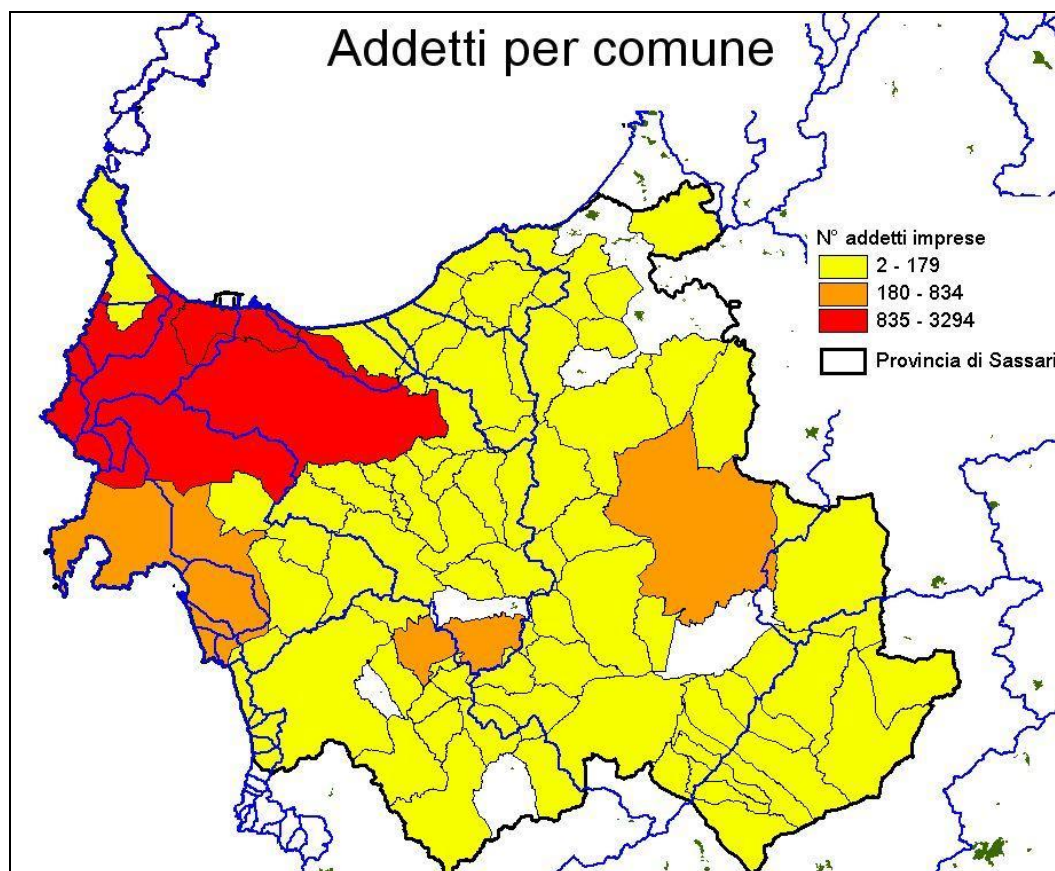 Addetti per comune
N° addetti imprese
2 - 179
180 - 834
835 - 3294
Provincia di Sassari